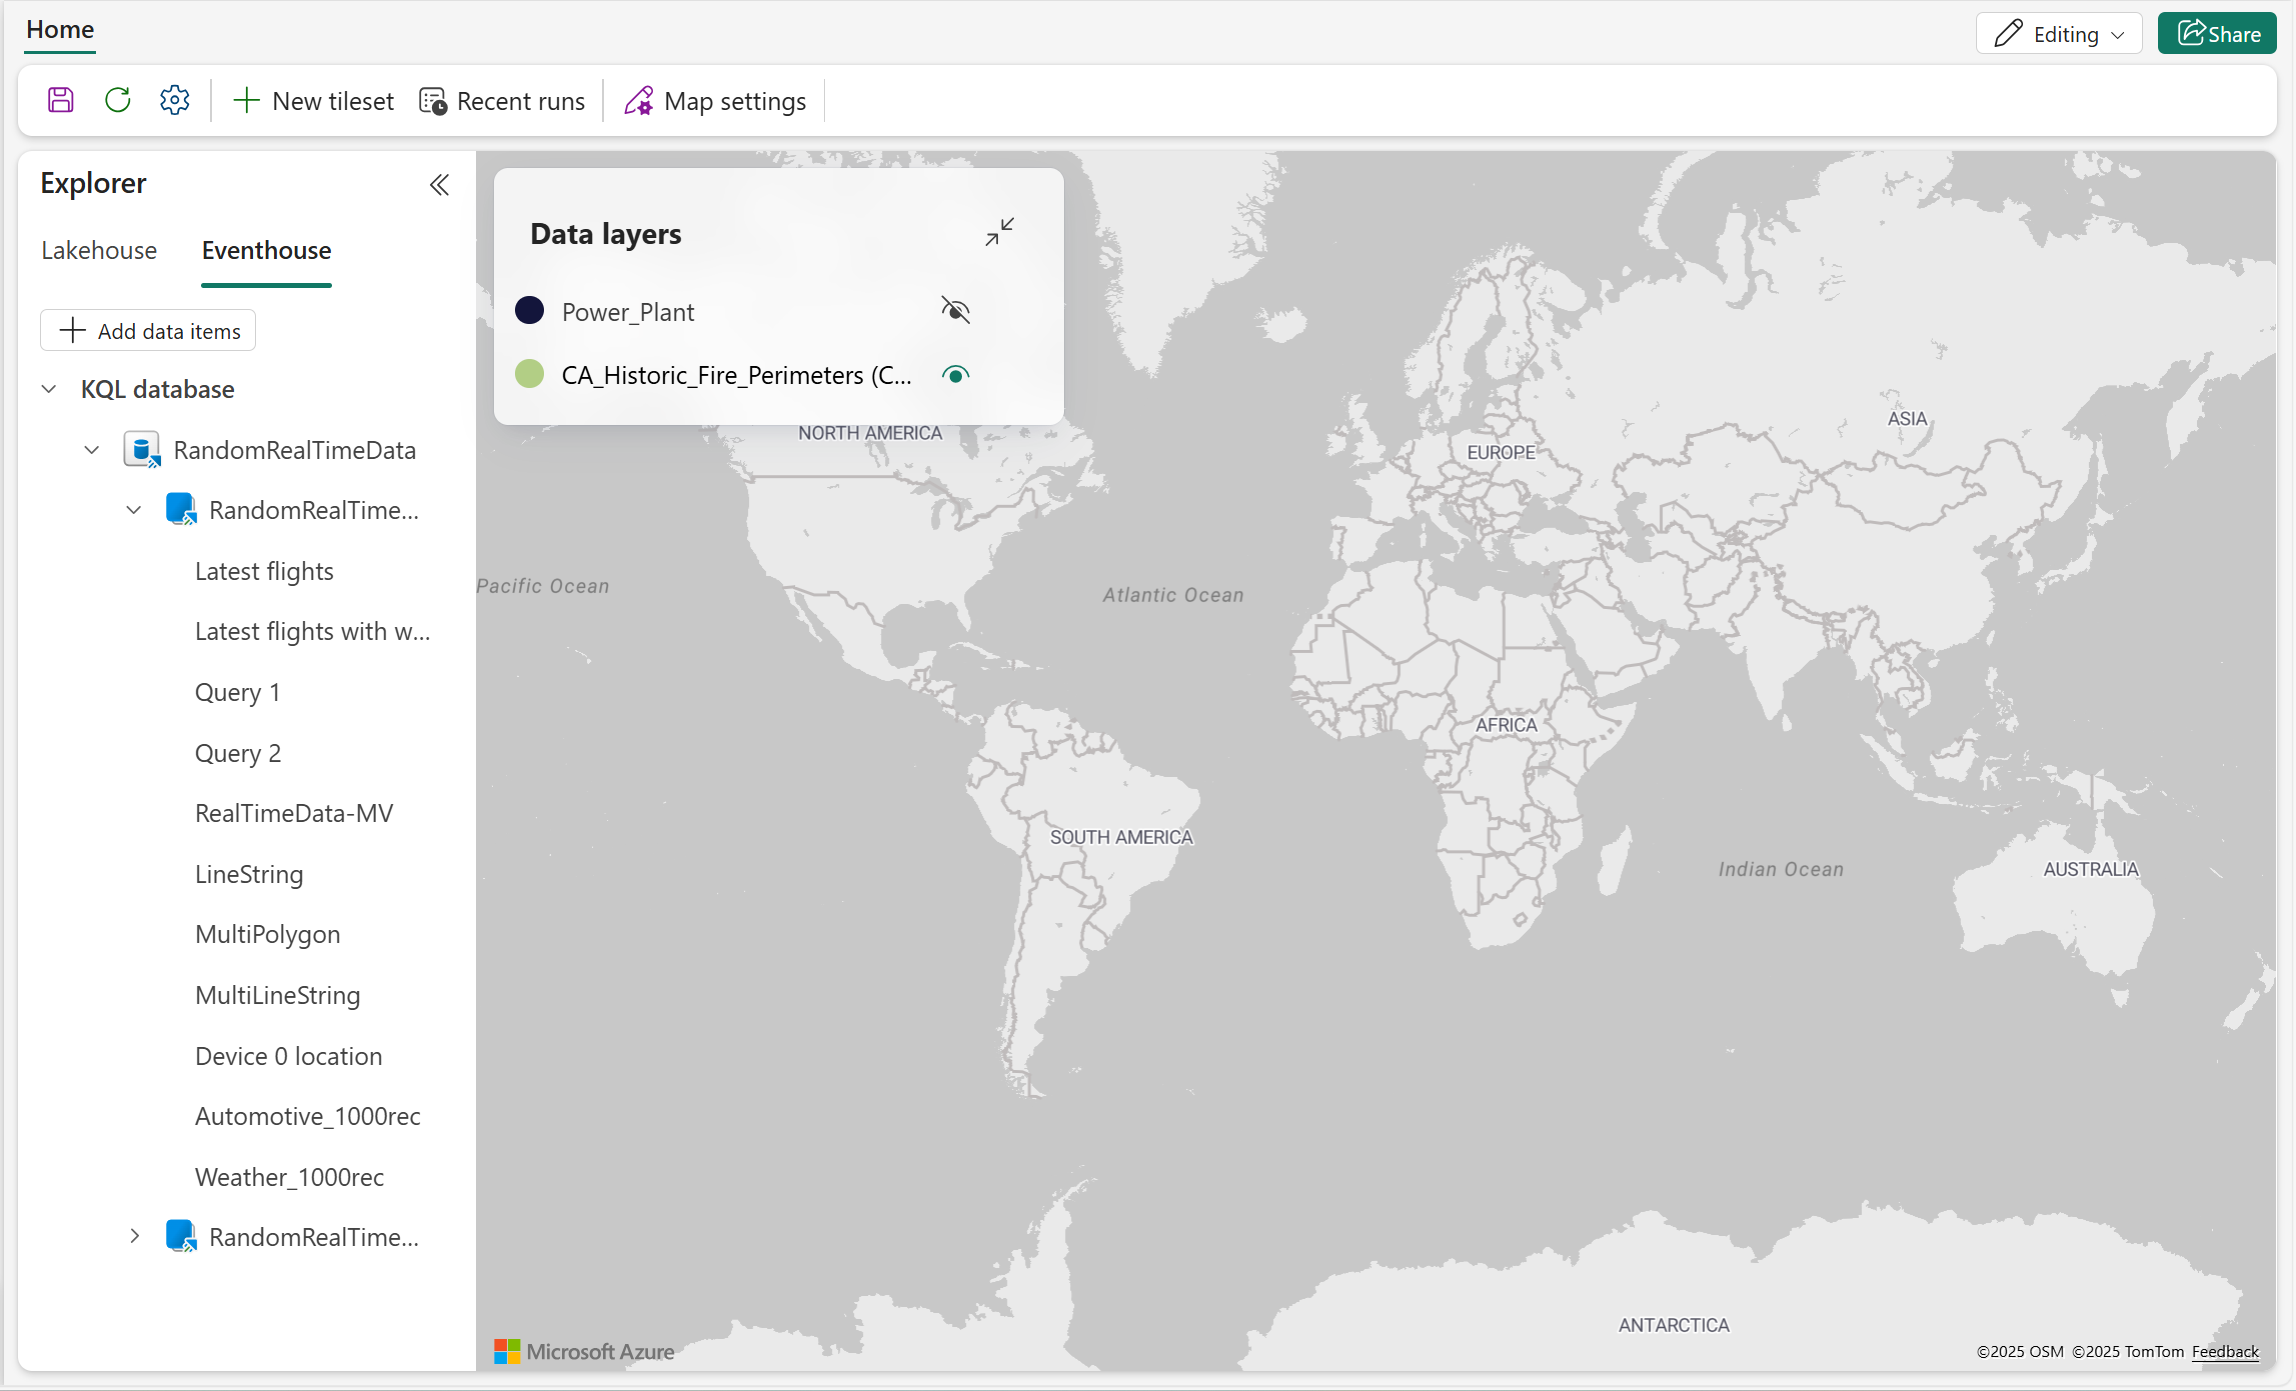 Home
Editing
Share
New tileset
Recent runs
Map settings
Explorer
Lakehouse
Eventhouse
Add data items
KQL database
RandomRealTimeData
RandomRealTime...
Latest flights
Latest flights with w...
Query 1
Query 2
RealTimeData-MV
LineString
MultiPolygon
MultiLineString
Device 0 location
Automotive_1000rec
Weather_1000rec
RandomRealTime...
Data layers
Power_Plant
CA_Historic_Fire_Perimeters (C...
NORTH AMERICA
ASIA
EUROPE
Pacific Ocean
Atlantic Ocean
AFRICA
SOUTH AMERICA
Indian Ocean
AUSTRALIA
ANTARCTICA
Microsoft Azure
©2025 OSM ©2025 TomTom Feedback